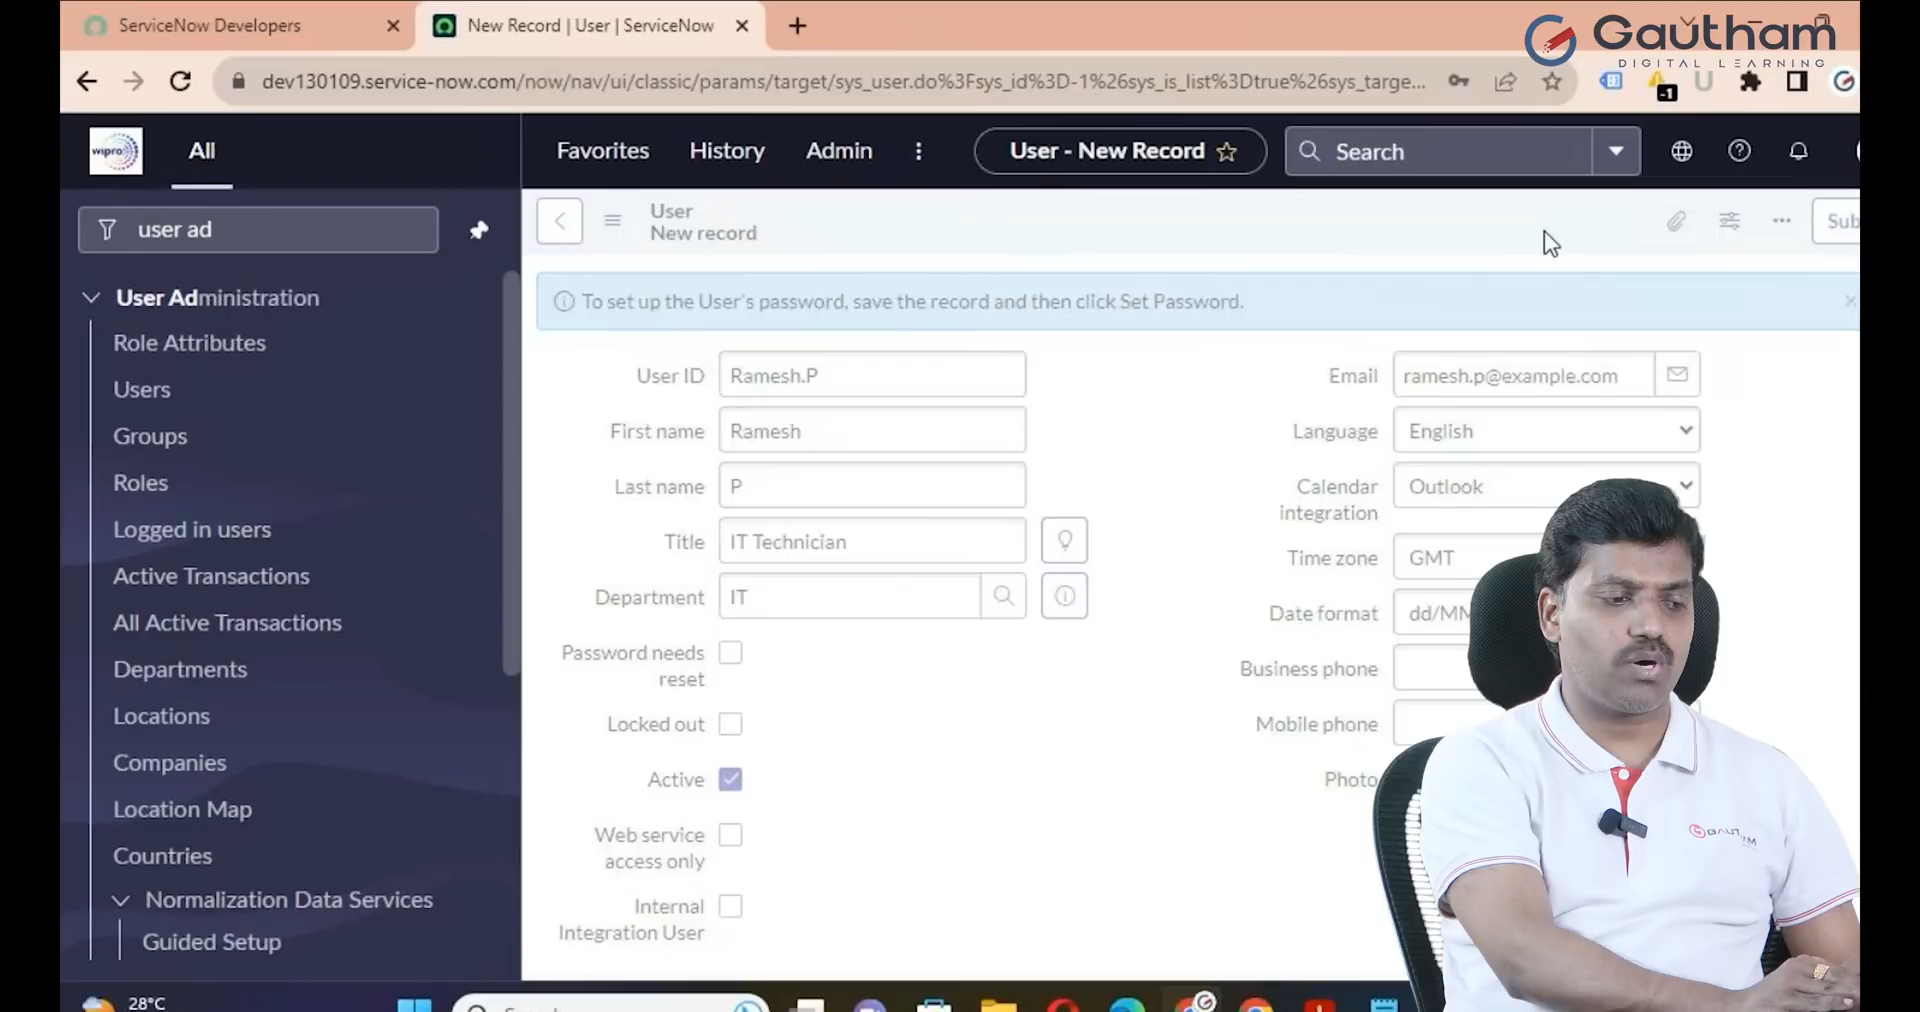 ServiceNow Developers
New Record | User | ServiceNow
Gautham
DIGITAL LEARNING
dev130109.service-now.com/now/nav/ui/classic/params/target/sys_user.do%3Fsys_id%3D-1%26sys_is_list%3Dtrue%26sys_targe...
-1
wipro
All
Favorites
History
Admin
User - New Record
Search
user ad
User
New record
Sub
To set up the User's password, save the record and then click Set Password.
User Administration
Role Attributes
Users
Groups
Roles
Logged in users
Active Transactions
All Active Transactions
Departments
Locations
Companies
Location Map
Countries
Normalization Data Services
Guided Setup
User ID Ramesh.P
First name Ramesh
Last name P
Title IT Technician
Department IT
Password needs
reset
Locked out
Active
Web service
access only
Internal
Integration User
Email ramesh.p@example.com
Language English
Calendar
integration
Outlook
Time zone GMT
Date format dd/MM
Business phone
Mobile phone
Photo
28°C